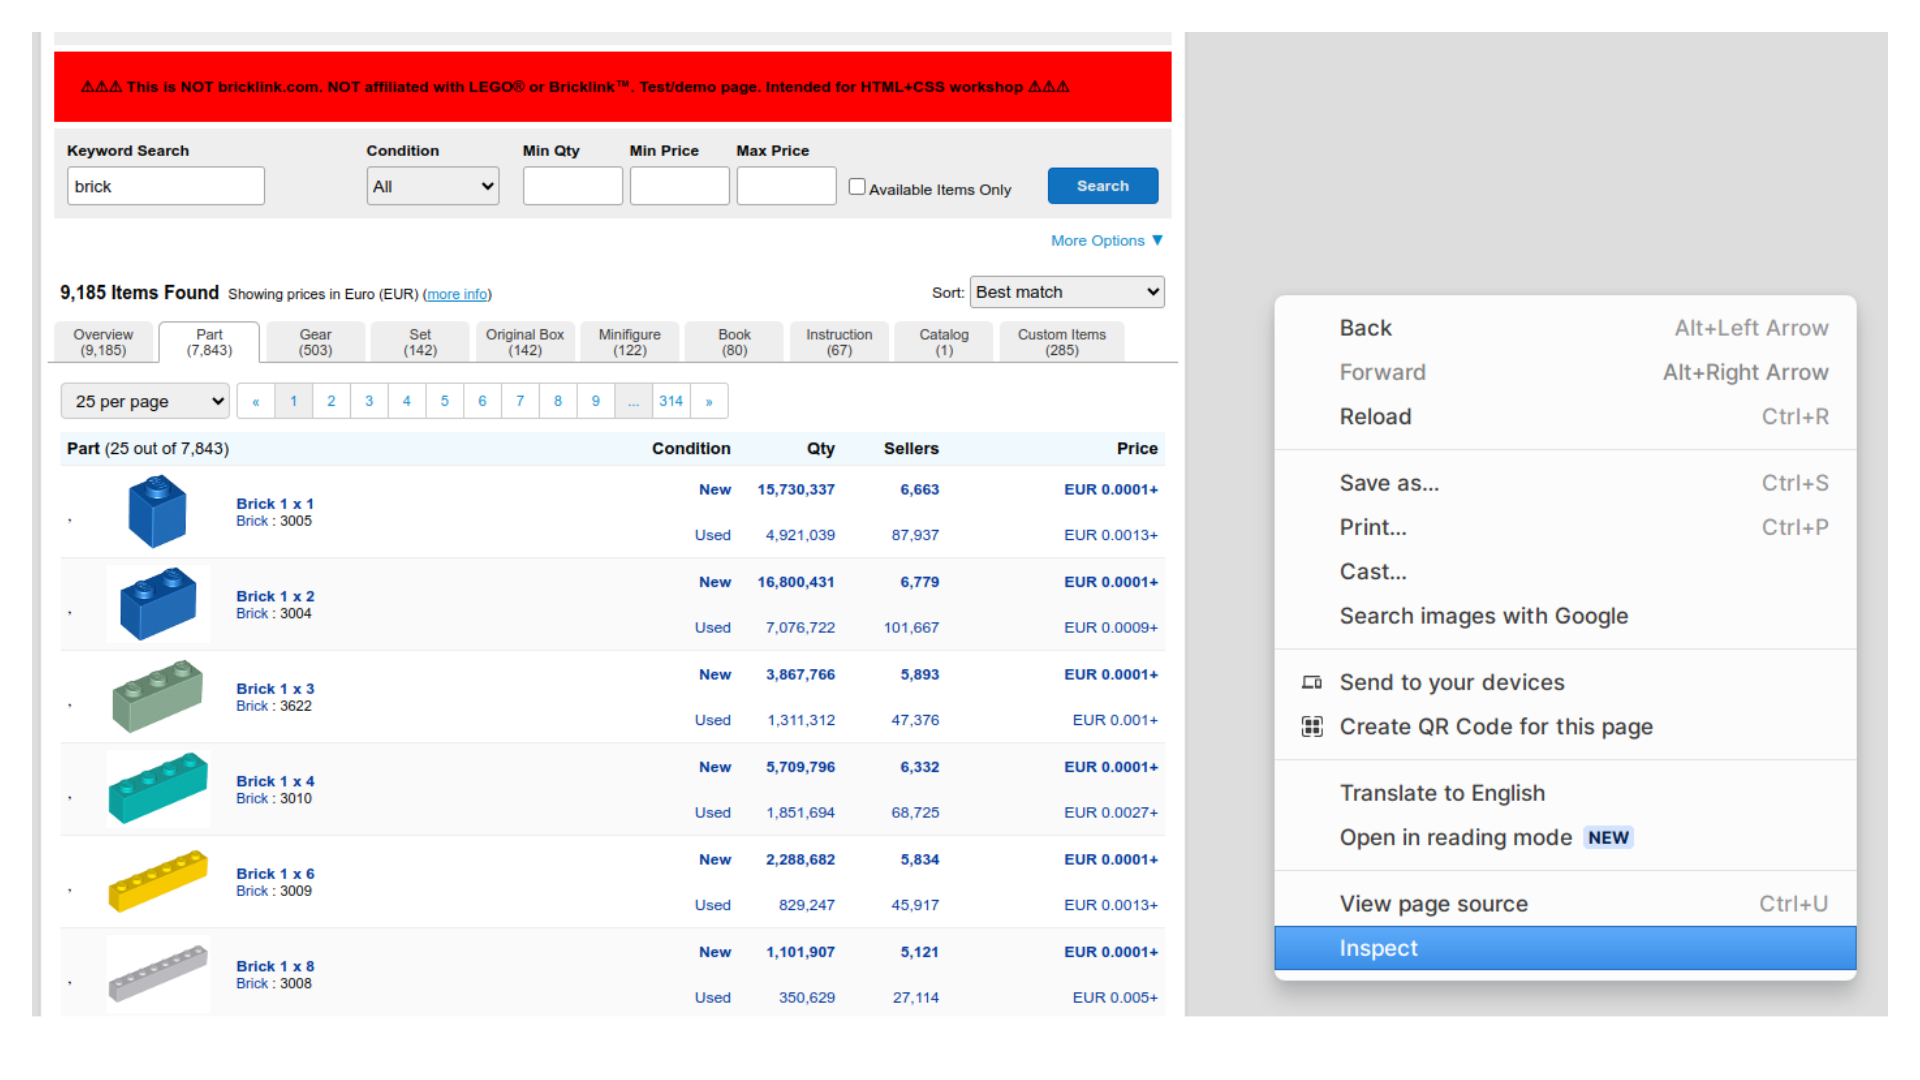 ⚠⚠⚠ This is NOT bricklink.com. NOT affiliated with LEGO® or Bricklink™. Test/demo page. Intended for HTML+CSS workshop ⚠⚠⚠
Keyword Search Condition Min Qty Min Price Max Price
brick All Available Items Only Search
More Options ▼
9,185 Items Found Showing prices in Euro (EUR) (more info) Sort: Best match
Overview Part Gear Set Original Box Minifigure Book Instruction Catalog Custom Items
(9,185) (7,843) (503) (142) (142) (122) (80) (67) (1) (285)
25 per page « 1 2 3 4 5 6 7 8 9 ... 314 »
Part (25 out of 7,843) Condition Qty Sellers Price
New 15,730,337 6,663 EUR 0.0001+
Brick 1 x 1
, Brick : 3005
Used 4,921,039 87,937 EUR 0.0013+
New 16,800,431 6,779 EUR 0.0001+
Brick 1 x 2
, Brick : 3004
Used 7,076,722 101,667 EUR 0.0009+
New 3,867,766 5,893 EUR 0.0001+
Brick 1 x 3
, Brick : 3622
Used 1,311,312 47,376 EUR 0.001+
New 5,709,796 6,332 EUR 0.0001+
Brick 1 x 4
, Brick : 3010
Used 1,851,694 68,725 EUR 0.0027+
New 2,288,682 5,834 EUR 0.0001+
Brick 1 x 6
, Brick : 3009
Used 829,247 45,917 EUR 0.0013+
New 1,101,907 5,121 EUR 0.0001+
Brick 1 x 8
, Brick : 3008
Used 350,629 27,114 EUR 0.005+
Back Alt+Left Arrow
Forward Alt+Right Arrow
Reload Ctrl+R
Save as... Ctrl+S
Print... Ctrl+P
Cast...
Search images with Google
Send to your devices
Create QR Code for this page
Translate to English
Open in reading mode NEW
View page source Ctrl+U
Inspect